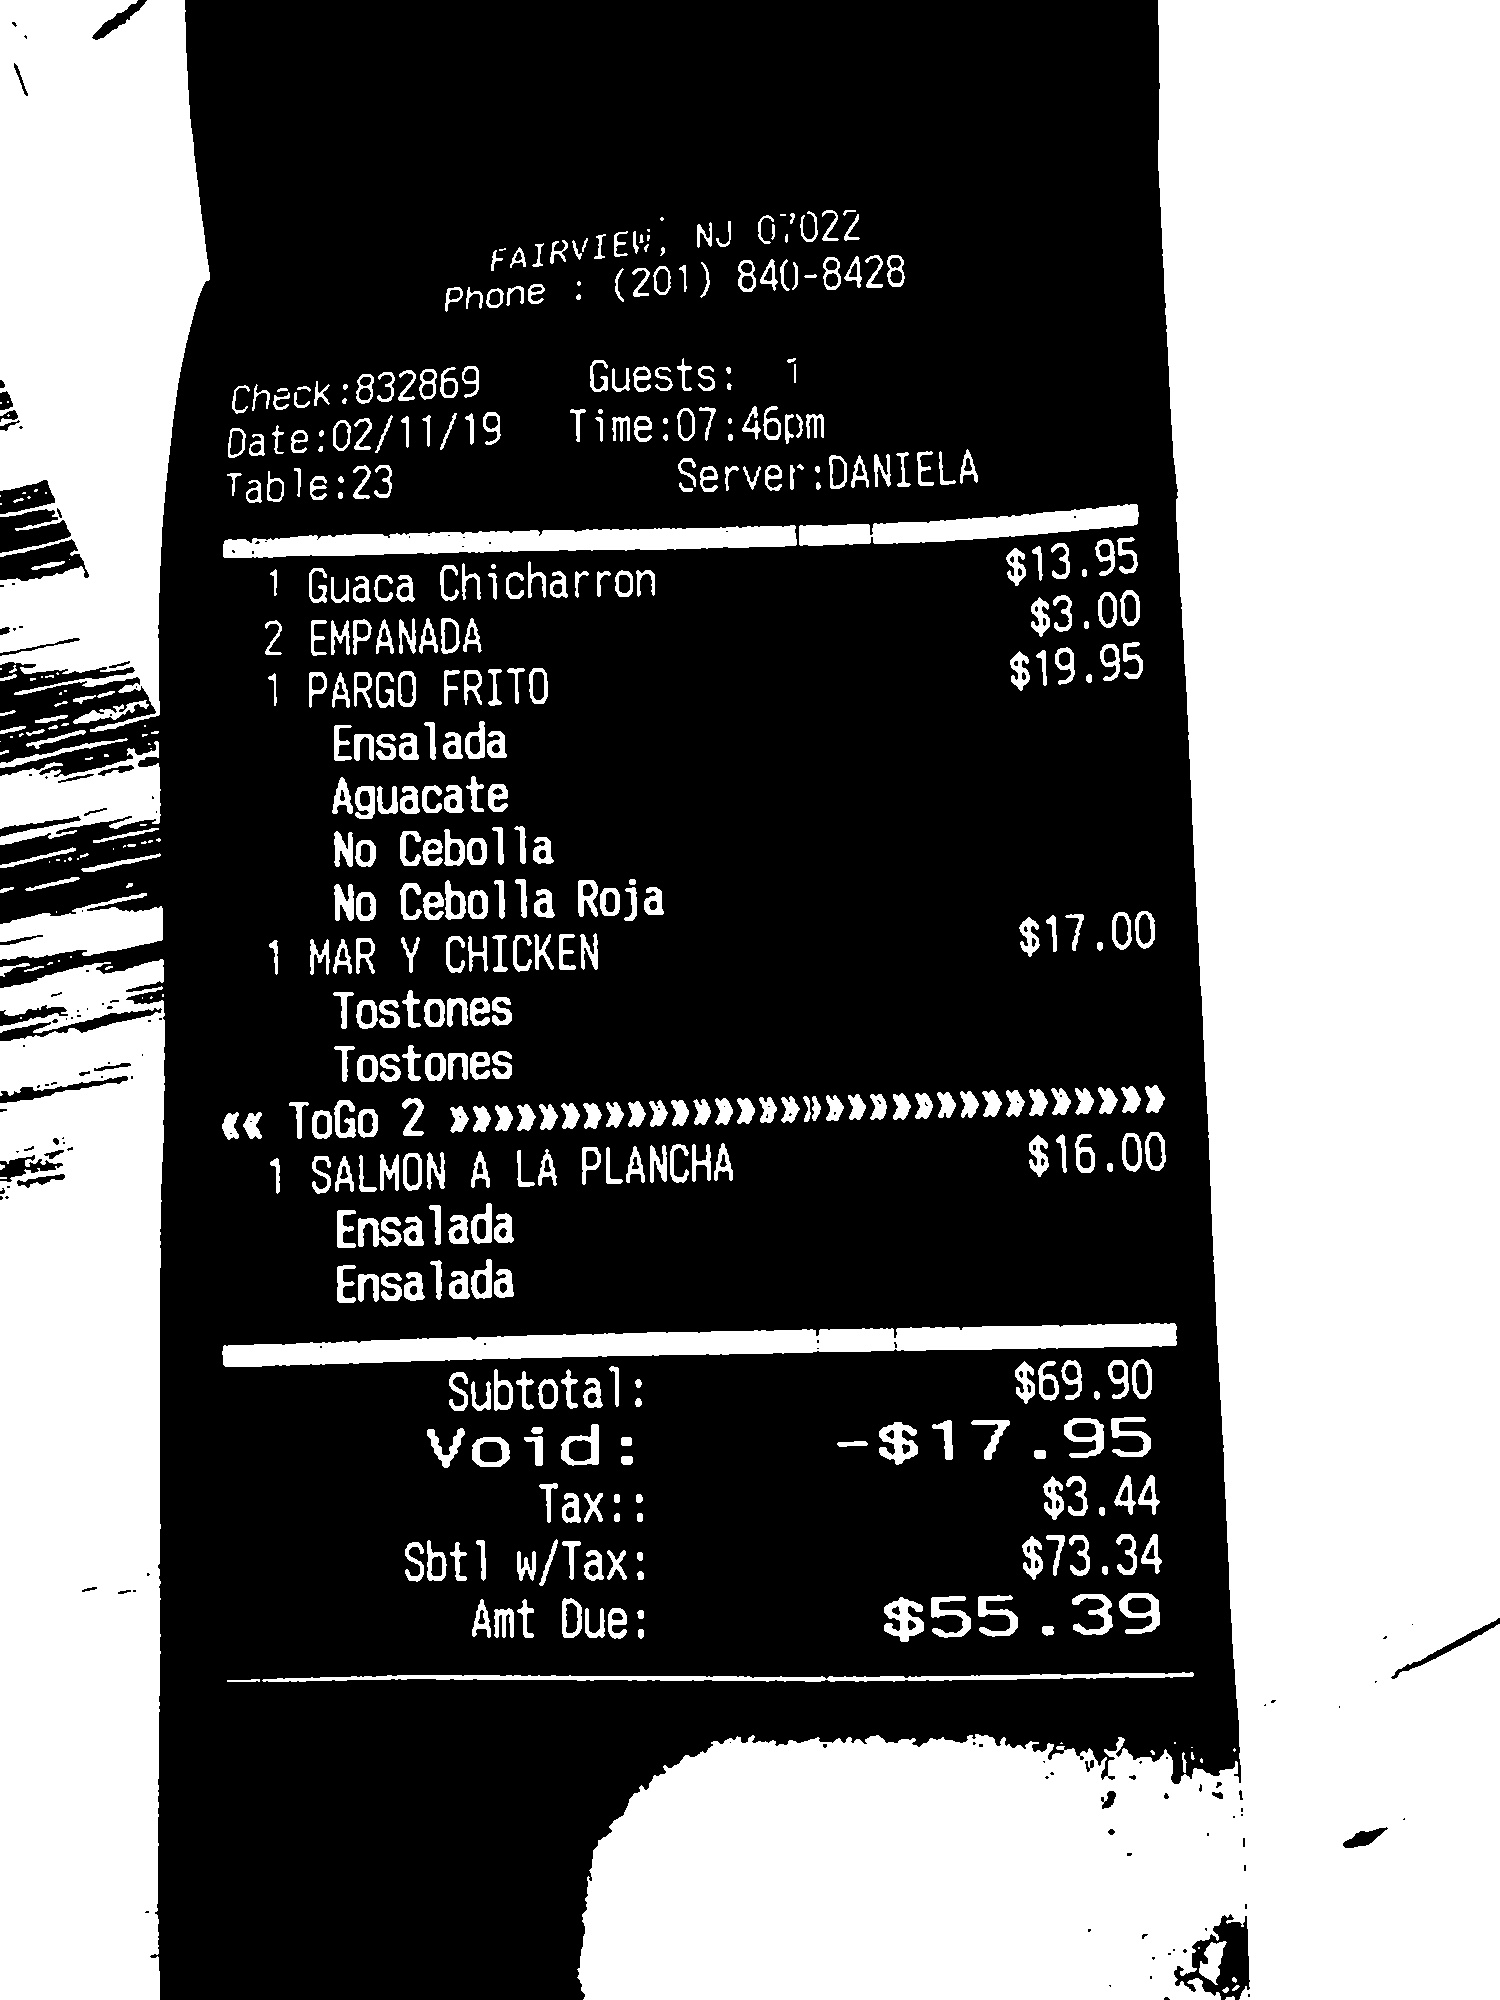 FAIRVIEW, NJ 07022
Phone : (201) 840-8428
Check:832869 Guests: 1
Date:02/11/19 Time:07:46pm
Table:23 Server:DANIELA
1 Guaca Chicharron $13.95
2 EMPANADA $3.00
1 PARGO FRITO $19.95
Ensalada
Aguacate
No Cebolla
No Cebolla Roja
1 MAR Y CHICKEN $17.00
Tostones
Tostones
«« ToGo 2 »»»»»»»»»»»»»»»»»»»»»»»»»»»»»»»»»
1 SALMON A LA PLANCHA $16.00
Ensalada
Ensalada
Subtotal: $69.90
Void: -$17.95
Tax:: $3.44
Sbtl w/Tax: $73.34
Amt Due: $55.39